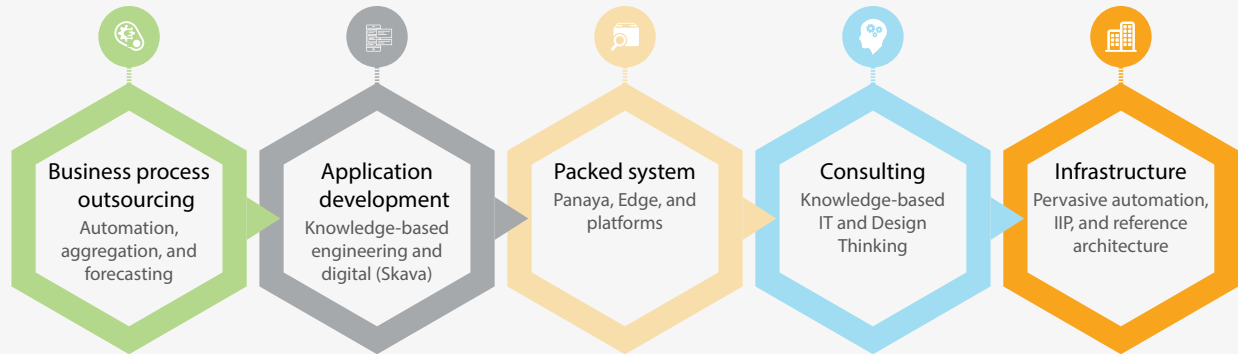 Business process
outsourcing
Automation,
aggregation, and
forecasting
Application
development
Knowledge-based
engineering and
digital (Skava)
Packed system
Panaya, Edge, and
platforms
Consulting
Knowledge-based
IT and Design
Thinking
Infrastructure
Pervasive automation,
IIP, and reference
architecture